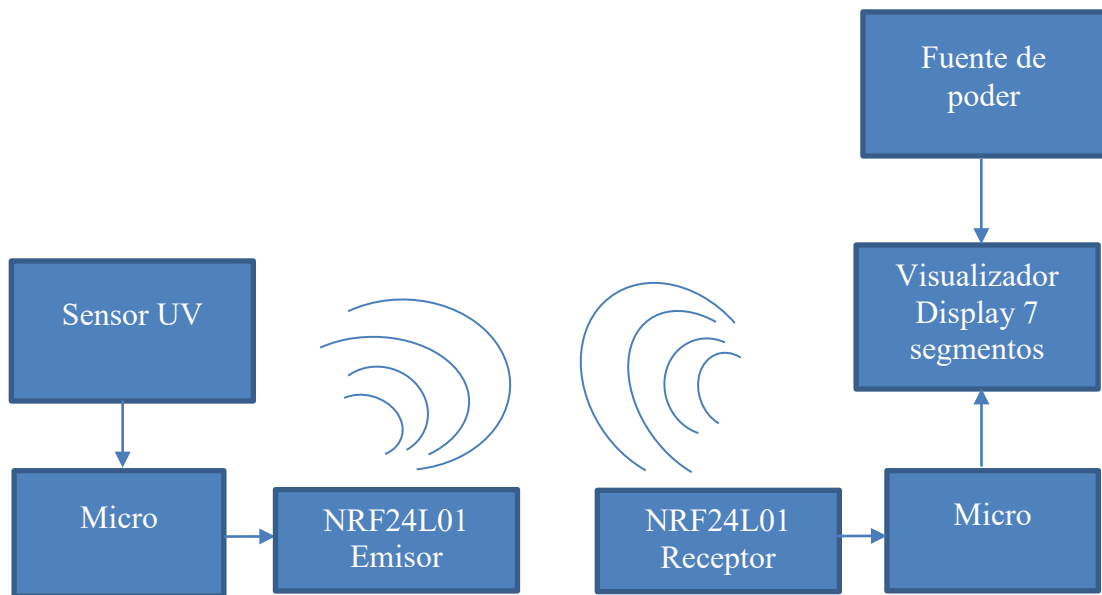 Fuente de
poder
Sensor UV
Visualizador
Display 7
segmentos
Micro
NRF24L01
Emisor
NRF24L01
Receptor
Micro